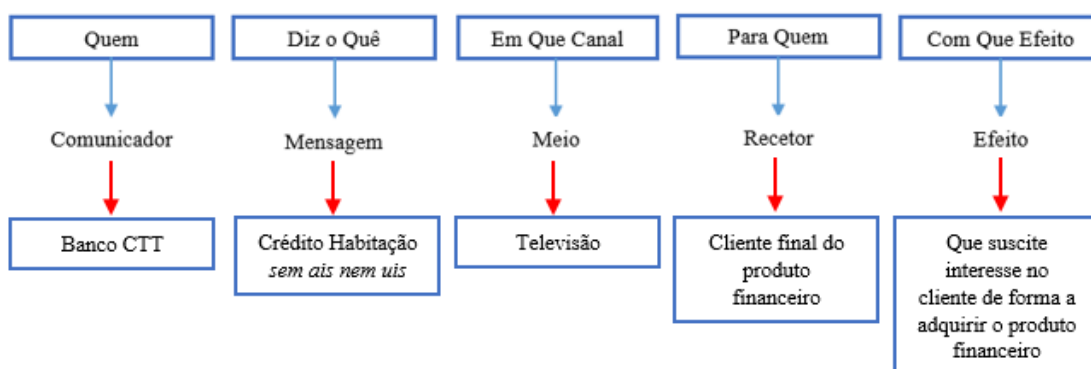 Quem
Diz o Quê
Em Que Canal
Para Quem
Com Que Efeito
Comunicador
Mensagem
Meio
Recetor
Efeito
Banco CTT
Crédito Habitação
sem ais nem uis
Televisão
Cliente final do
produto
financeiro
Que suscite
interesse no
cliente de forma a
adquirir o produto
financeiro